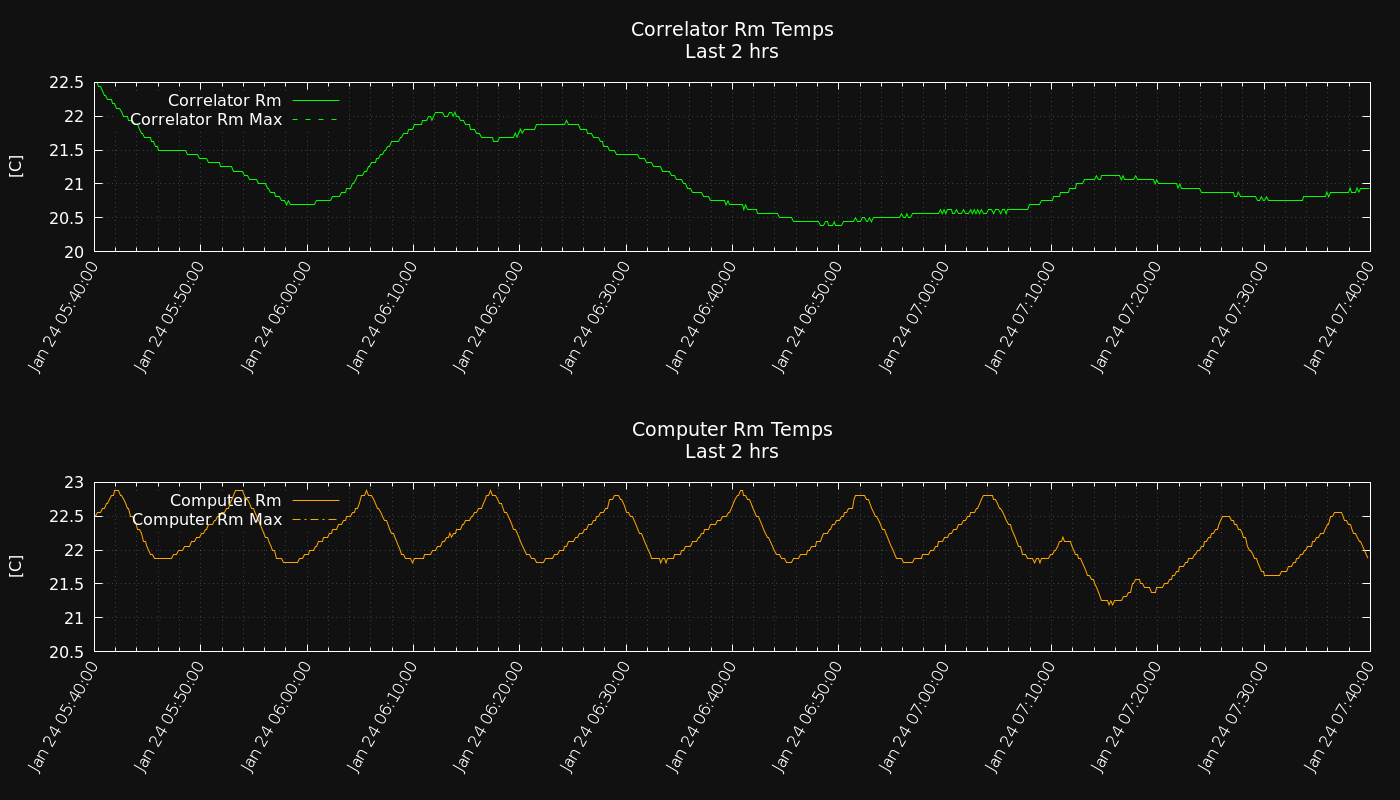 Correlator Rm Temps
Last 2 hrs
22.5
22
21.5
21
20.5
20
[C]
Correlator Rm
Correlator Rm Max
Jan 24 05:40:00
Jan 24 05:50:00
Jan 24 06:00:00
Jan 24 06:10:00
Jan 24 06:20:00
Jan 24 06:30:00
Jan 24 06:40:00
Jan 24 06:50:00
Jan 24 07:00:00
Jan 24 07:10:00
Jan 24 07:20:00
Jan 24 07:30:00
Jan 24 07:40:00
Computer Rm Temps
Last 2 hrs
23
22.5
22
21.5
21
20.5
[C]
Computer Rm
Computer Rm Max
Jan 24 05:40:00
Jan 24 05:50:00
Jan 24 06:00:00
Jan 24 06:10:00
Jan 24 06:20:00
Jan 24 06:30:00
Jan 24 06:40:00
Jan 24 06:50:00
Jan 24 07:00:00
Jan 24 07:10:00
Jan 24 07:20:00
Jan 24 07:30:00
Jan 24 07:40:00